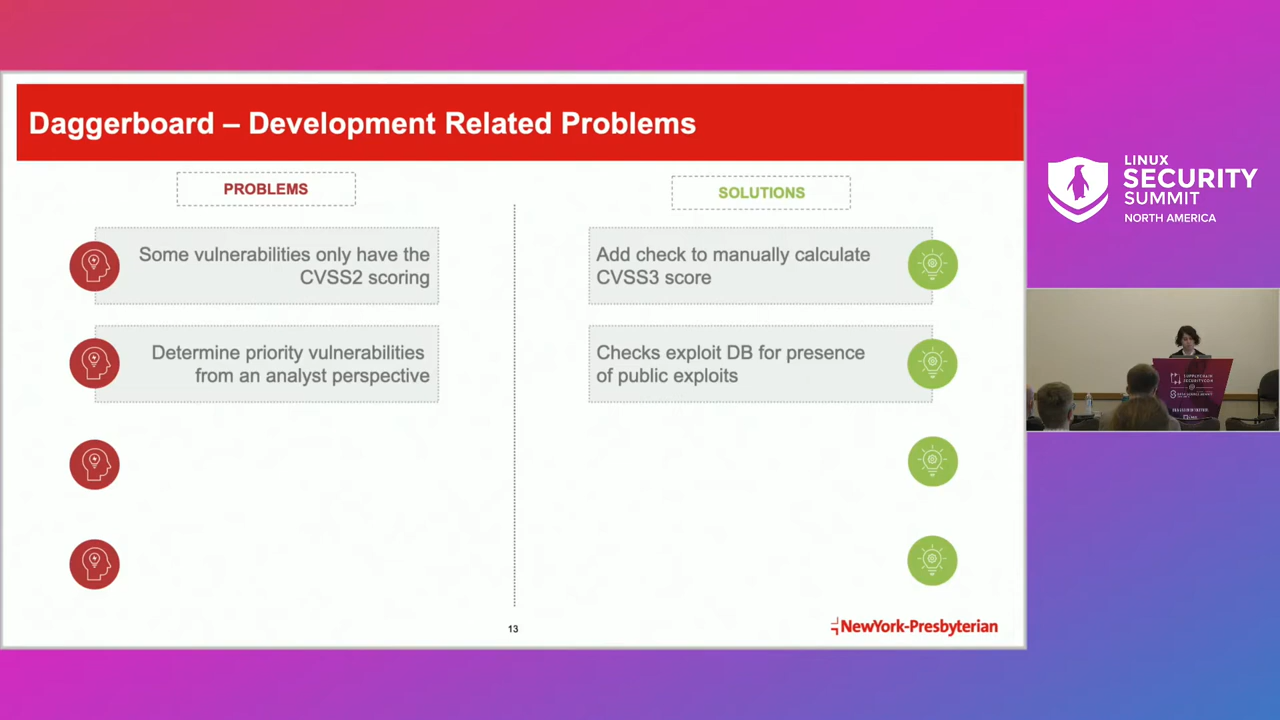 Daggerboard – Development Related Problems
PROBLEMS
SOLUTIONS
Some vulnerabilities only have the
CVSS2 scoring
Add check to manually calculate
CVSS3 score
Determine priority vulnerabilities
from an analyst perspective
Checks exploit DB for presence
of public exploits
13
NewYork-Presbyterian
LINUX
SECURITY
SUMMIT
NORTH AMERICA
SUPPLYCHAIN
SECURITYCON